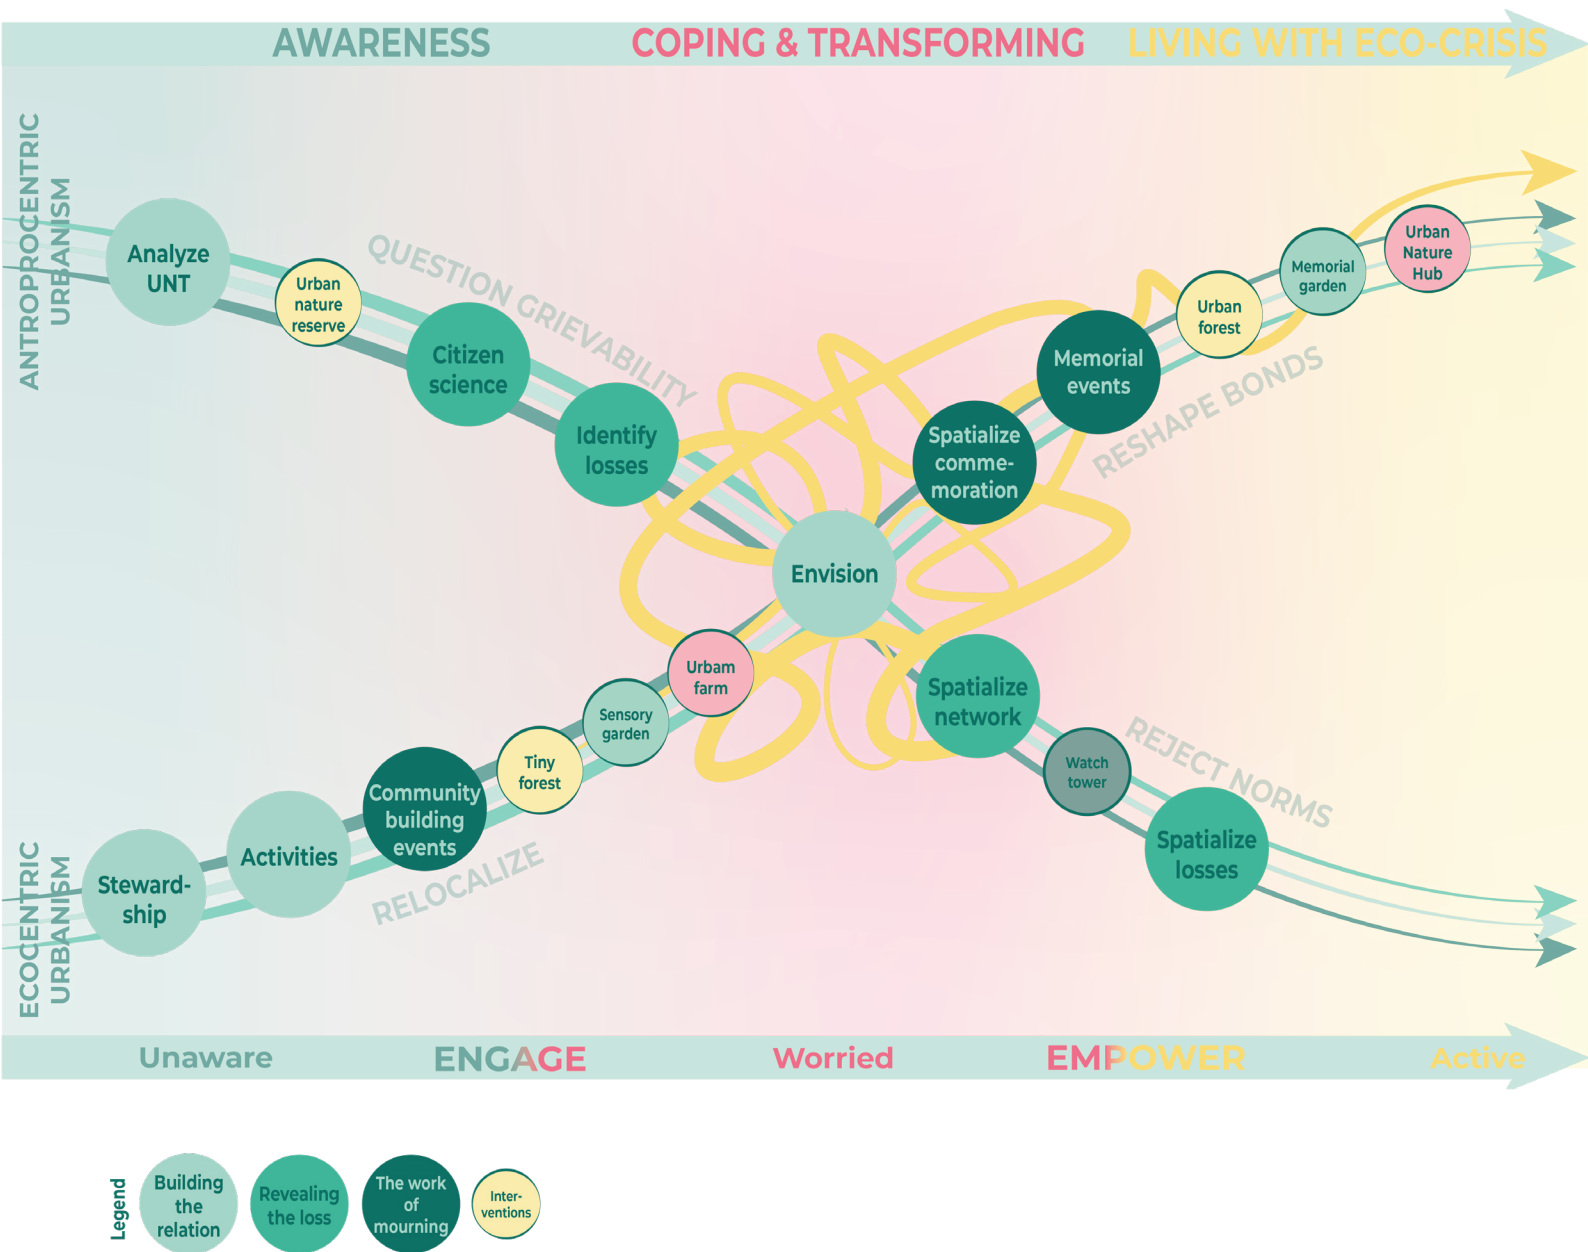 AWARENESS
COPING & TRANSFORMING
LIVING WITH ECO-CRISIS
ANTROPROCENTRIC
URBANISM
Analyze
UNT
Urban
nature
reserve
QUESTION GRIEVABILITY
Citizen
science
Identify
losses
Envision
Spatialize
comme-
moration
Memorial
events
Urban
forest
Memorial
garden
Urban
Nature
Hub
RESHAPE BONDS
ECOCENTRIC
URBANISM
Steward-
ship
Activities
Community
building
events
Tiny
forest
Sensory
garden
Urbam
farm
RELOCALIZE
Spatialize
network
Watch
tower
REJECT NORMS
Spatialize
losses
Unaware
ENGAGE
Worried
EMPOWER
Active
Legend
Building
the
relation
Revealing
the loss
The work
of
mourning
Inter-
ventions